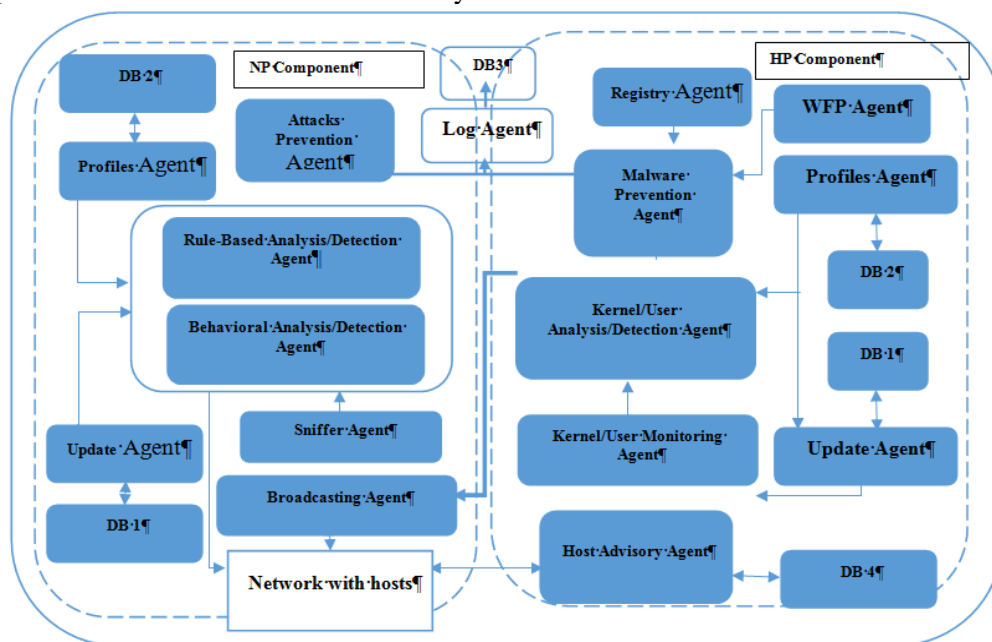 NP·Component¶
DB·2¶
Profiles·Agent¶
Attacks·
Prevention·
Agent¶
DB3¶
Log·Agent¶
Rule-Based·Analysis/Detection·
Agent¶
Behavioral·Analysis/Detection·
Agent¶
Sniffer·Agent¶
Update·Agent¶
DB·1¶
Broadcasting·Agent¶
Network·with·hosts¶
HP·Component¶
Registry·Agent¶
WFP·Agent¶
Malware·
Prevention·
Agent¶
Profiles·Agent¶
DB·2¶
Kernel/User·
Analysis/Detection·Agent¶
DB·1¶
Kernel/User·Monitoring·
Agent¶
Update·Agent¶
Host·Advisory·Agent¶
DB·4¶